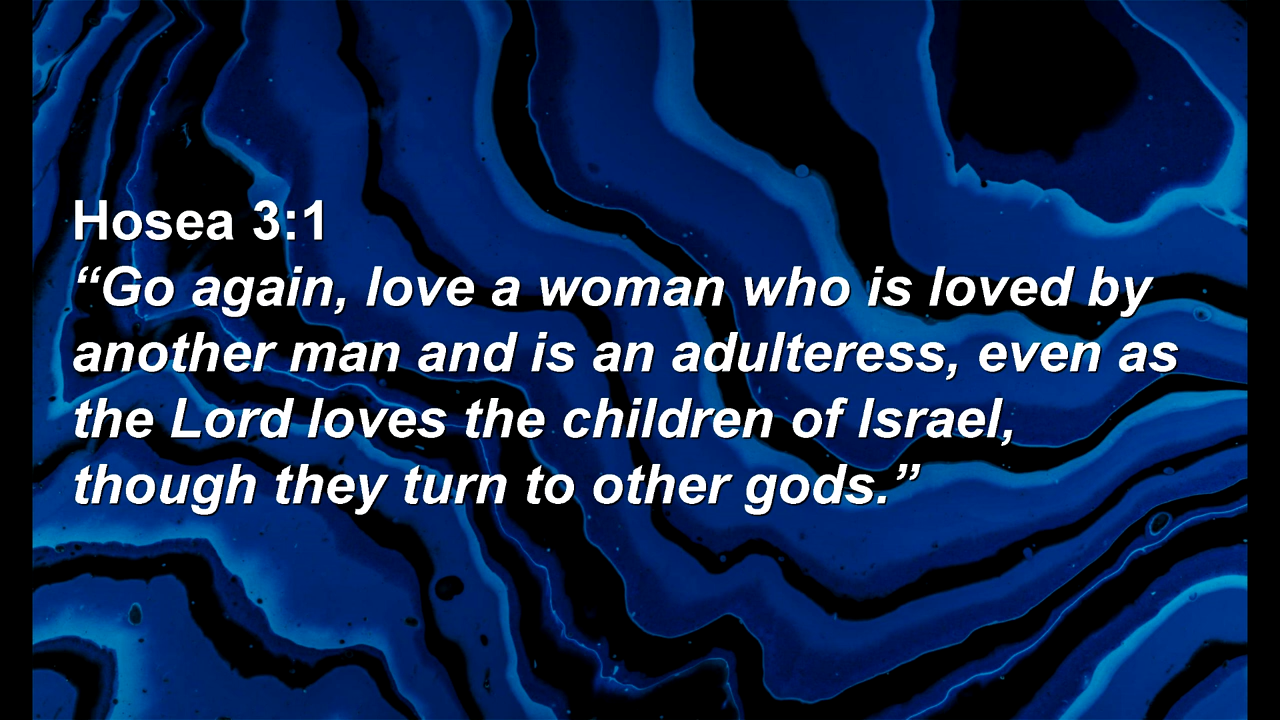 Hosea 3:1
“Go again, love a woman who is loved by
another man and is an adulteress, even as
the Lord loves the children of Israel,
though they turn to other gods.”